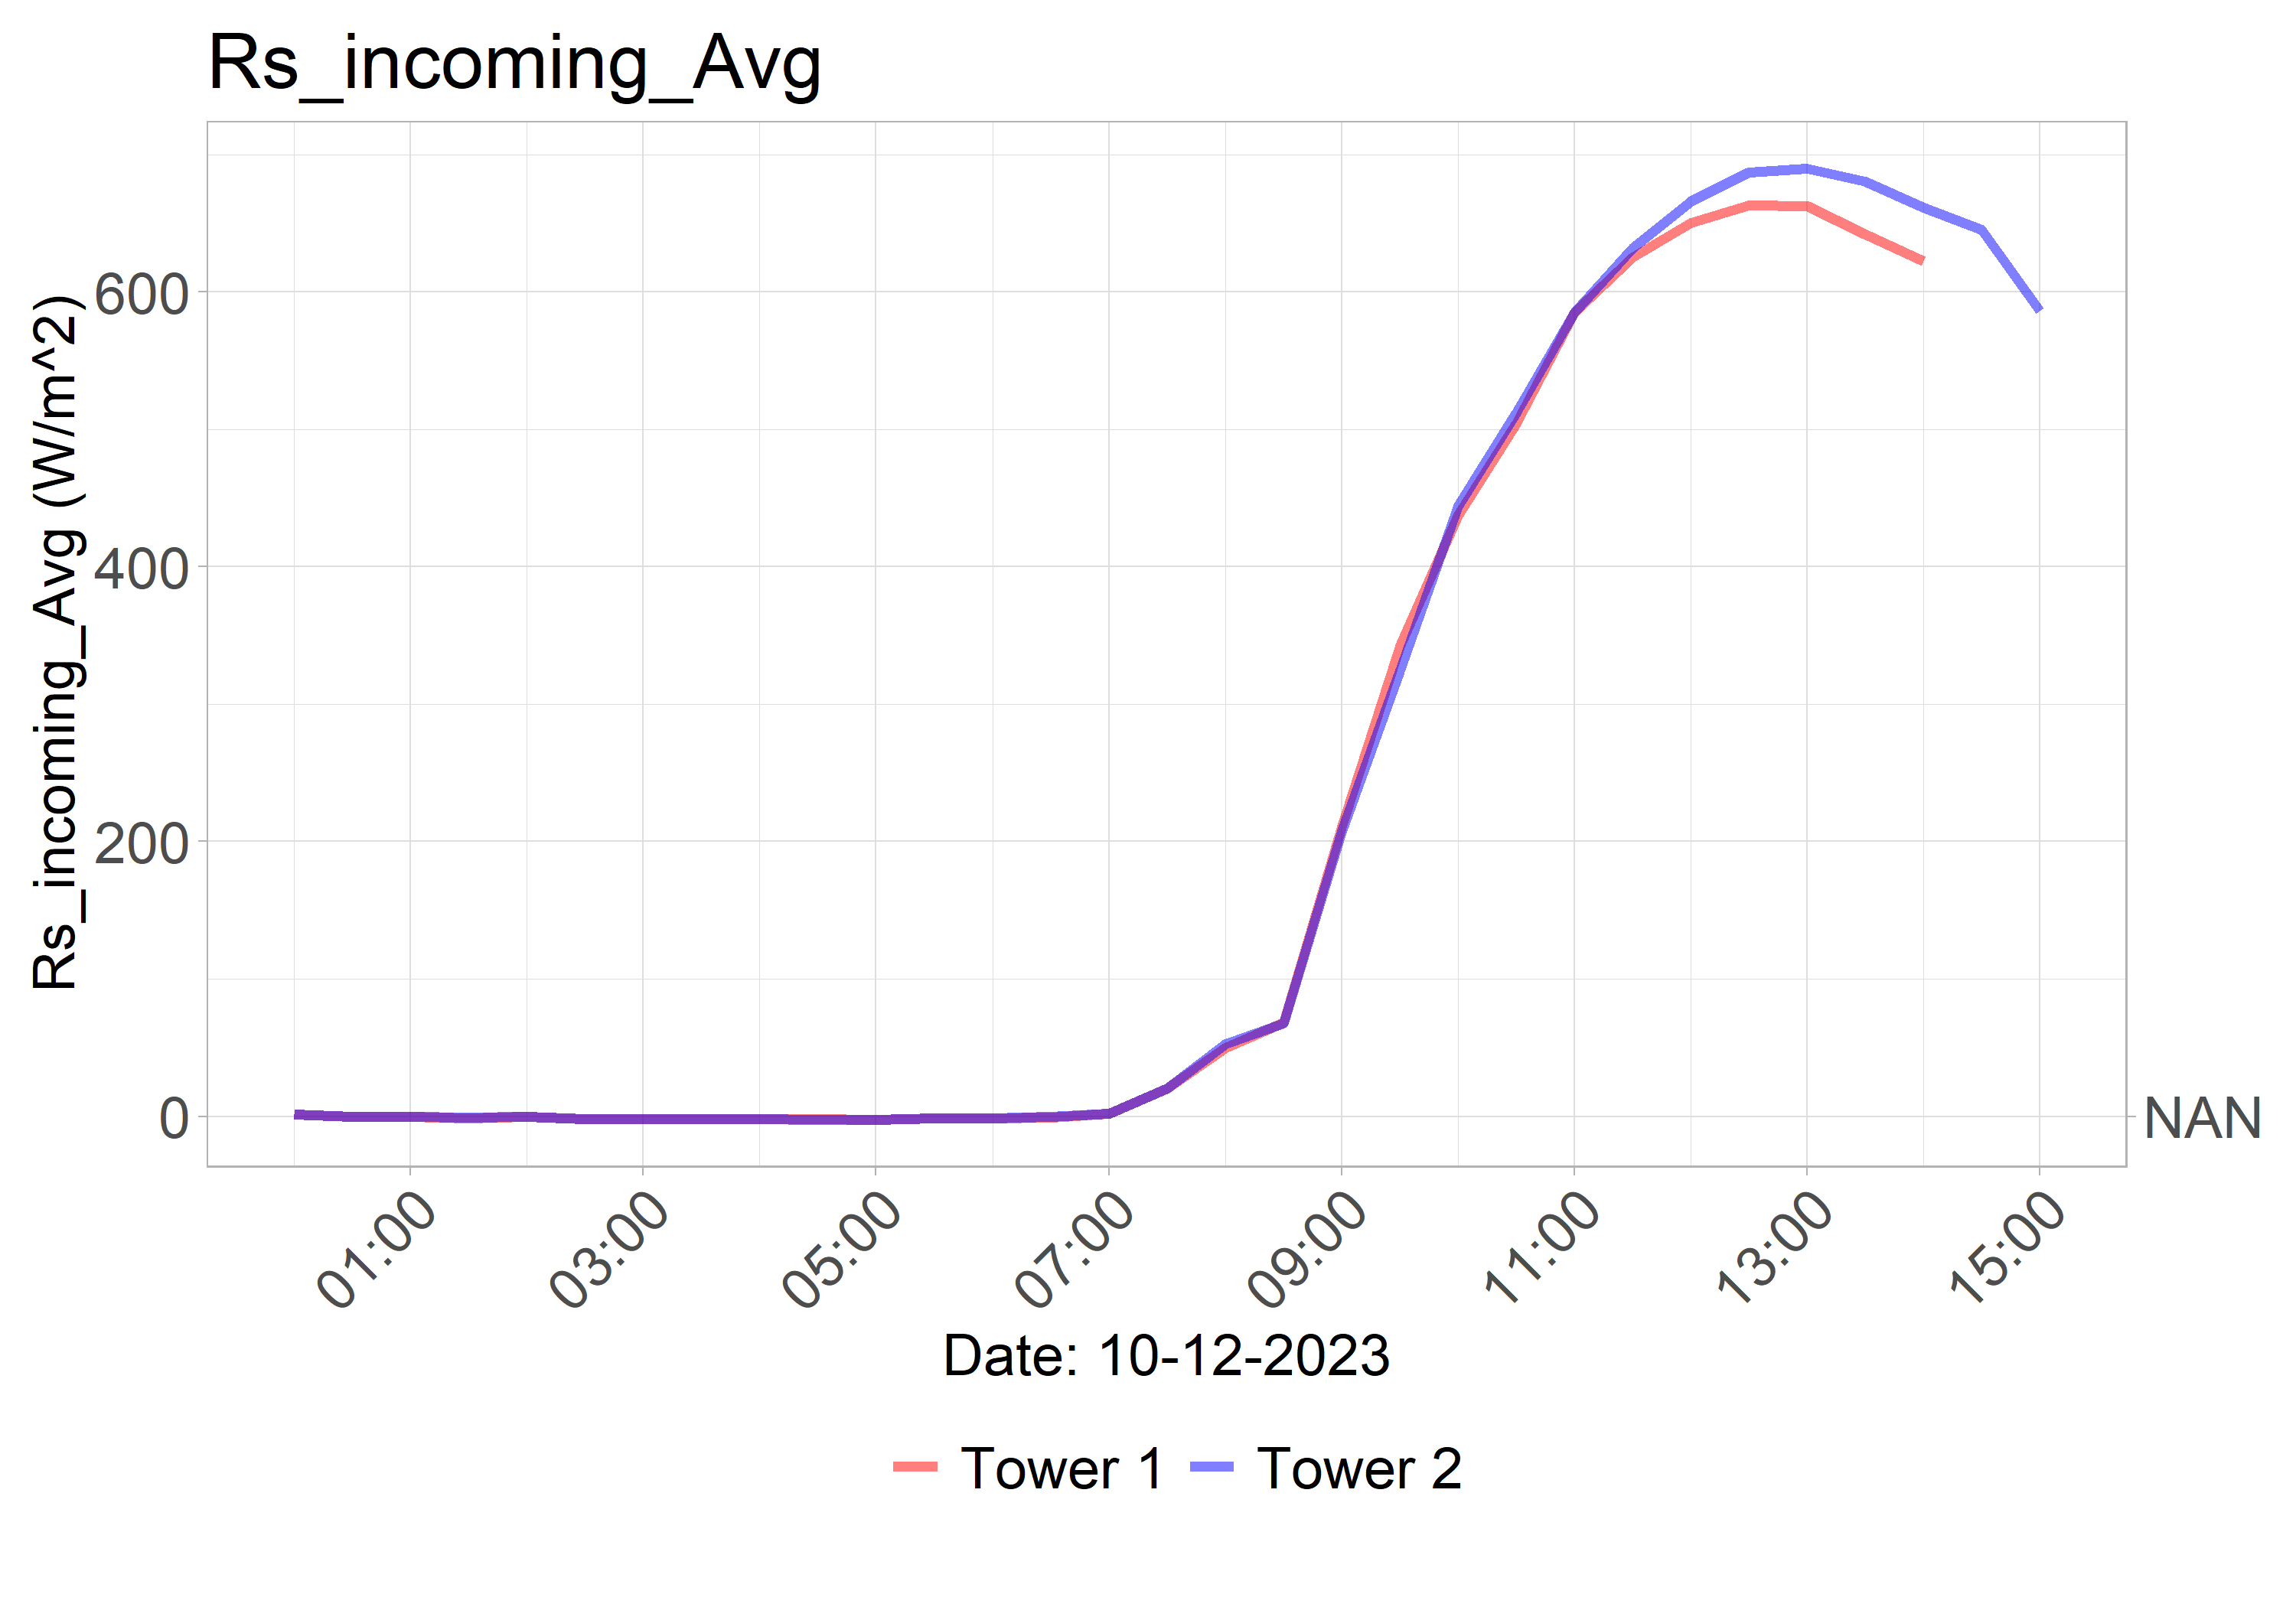 Rs_incoming_Avg
Rs_incoming_Avg (W/m^2)
600
400
200
0
NAN
01:00
03:00
05:00
07:00
09:00
11:00
13:00
15:00
Date: 10-12-2023
Tower 1
Tower 2